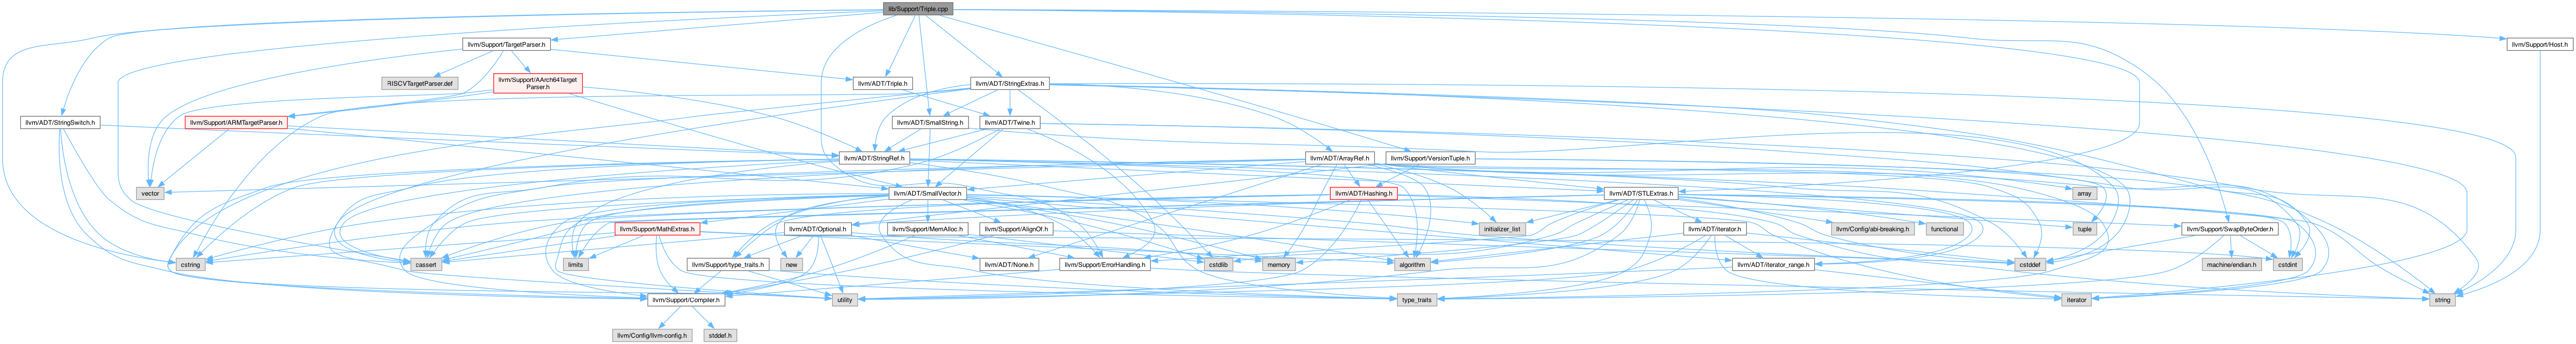 lib/Support/Triple.cpp
llvm/Support/TargetParser.h
llvm/Support/Host.h
RISCVTargetParser.def
llvm/Support/AArch64Target
Parser.h
llvm/ADT/Triple.h
llvm/ADT/StringExtras.h
llvm/ADT/StringSwitch.h
llvm/Support/ARMTargetParser.h
llvm/ADT/SmallString.h
llvm/ADT/Twine.h
llvm/ADT/StringRef.h
llvm/ADT/ArrayRef.h
llvm/Support/VersionTuple.h
vector
llvm/ADT/SmallVector.h
llvm/ADT/Hashing.h
llvm/ADT/STLExtras.h
array
llvm/Support/MathExtras.h
llvm/ADT/Optional.h
llvm/Support/MemAlloc.h
llvm/Support/AlignOf.h
initializer_list
llvm/ADT/iterator.h
llvm/Config/abi-breaking.h
functional
tuple
llvm/Support/SwapByteOrder.h
cstring
cassert
limits
llvm/Support/type_traits.h
new
llvm/ADT/None.h
llvm/Support/ErrorHandling.h
cstdlib
memory
algorithm
llvm/ADT/iterator_range.h
cstddef
machine/endian.h
cstdint
llvm/Support/Compiler.h
utility
type_traits
iterator
string
llvm/Config/llvm-config.h
stddef.h